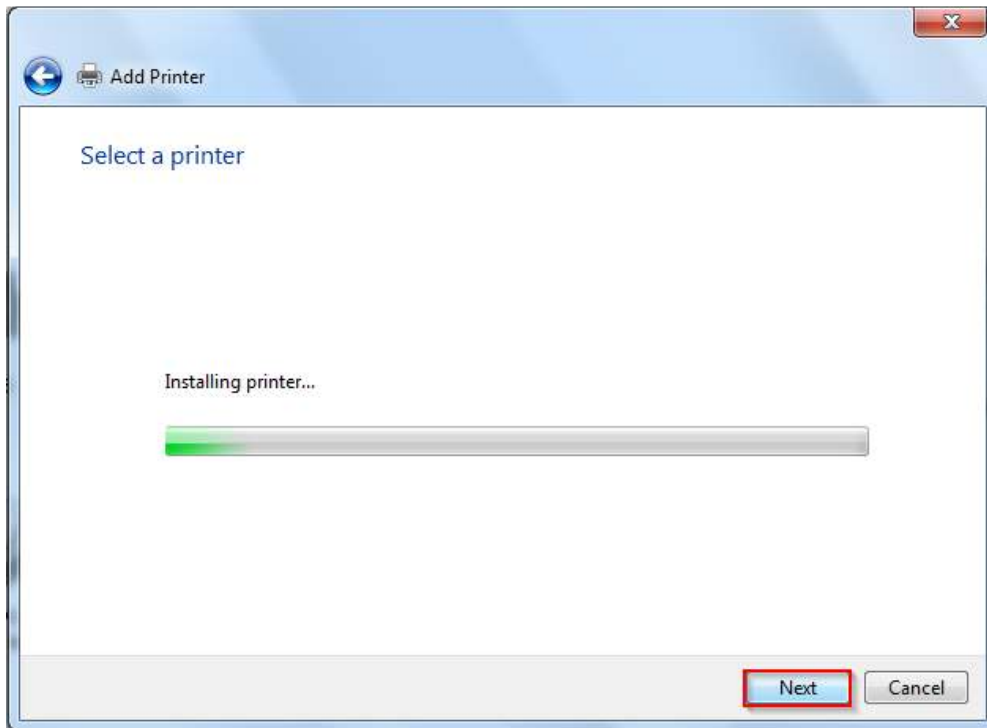 Add Printer
Select a printer
Installing printer...
Next Cancel